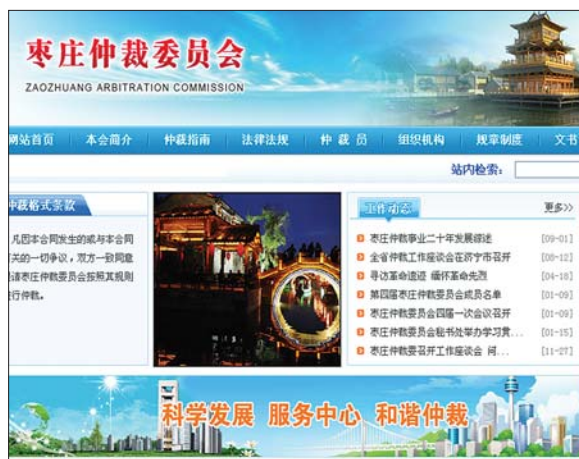 枣庄仲裁委员会
ZAOZHUANG ARBITRATION COMMISSION
网站首页 本会简介 仲裁指南 法律法规 仲裁员 组织机构 规章制度 文书
站内检索：
仲裁格式条款
凡因本合同发生的或与本合同
有关的一切争议，双方一致同意
提请枣庄仲裁委员会按照其规则
进行仲裁。
工作动态 更多>>
枣庄仲裁事业二十年发展综述 [09-01]
全省仲裁工作座谈会在济宁市召开 [08-12]
寻访革命遗迹 缅怀革命先烈 [04-18]
第四届枣庄仲裁委员会成员名单 [01-09]
枣庄仲裁委员会四届一次会议召开 [01-09]
枣庄仲裁委员会秘书处举办学习贯... [01-15]
枣庄仲裁委召开工作座谈会 问... [11-27]
科学发展 服务中心 和谐仲裁